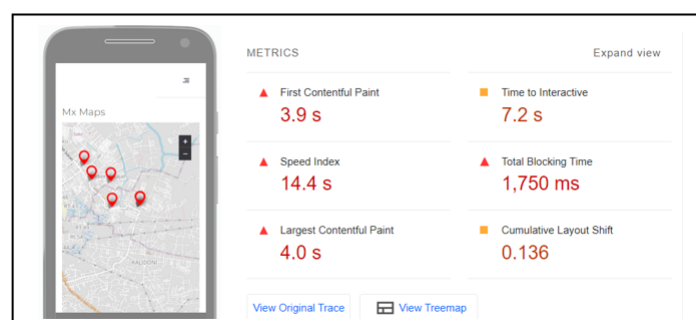 METRICS
Expand view
First Contentful Paint
3.9 s
Time to Interactive
7.2 s
Speed Index
14.4 s
Total Blocking Time
1,750 ms
Largest Contentful Paint
4.0 s
Cumulative Layout Shift
0.136
View Original Trace
View Treemap
Mx Maps
+
−